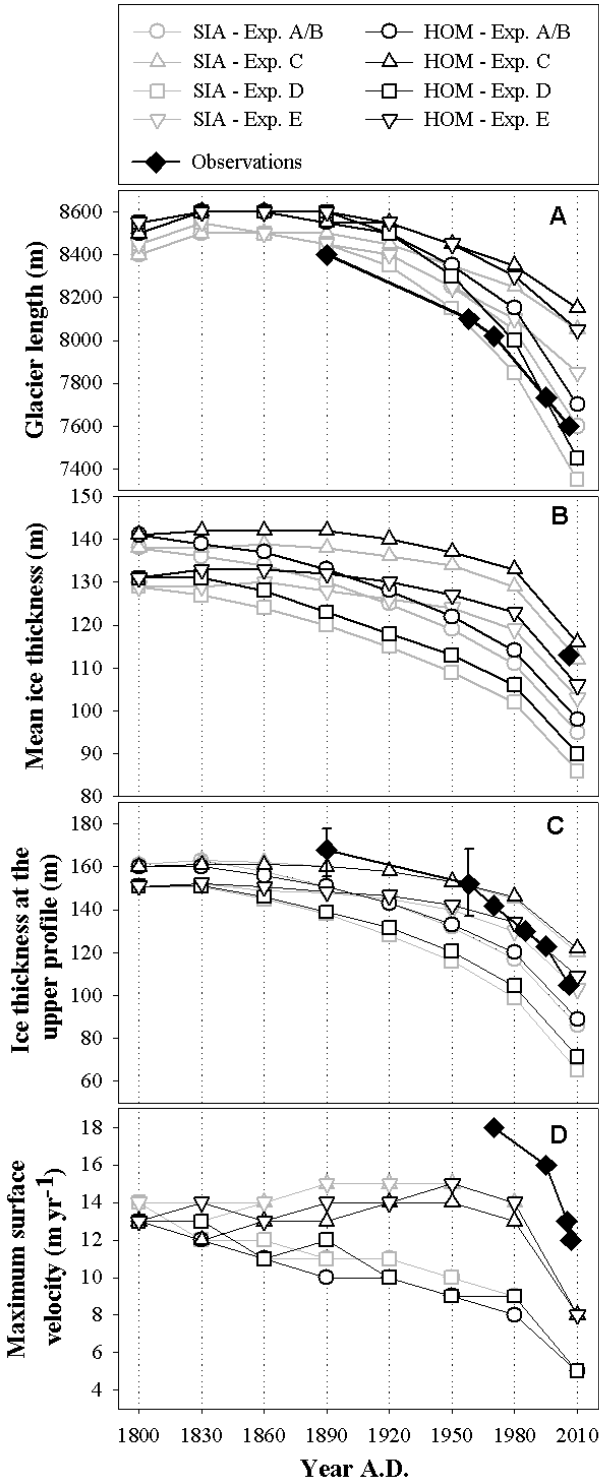 SIA - Exp. A/B
HOM - Exp. A/B
SIA - Exp. C
HOM - Exp. C
SIA - Exp. D
HOM - Exp. D
SIA - Exp. E
HOM - Exp. E
Observations
A
Glacier length (m)
8600
8400
8200
8000
7800
7600
7400
B
Mean ice thickness (m)
150
140
130
120
110
100
90
80
C
Ice thickness at the
upper profile (m)
180
160
140
120
100
80
60
D
Maximum surface
velocity (m yr⁻¹)
18
16
14
12
10
8
6
4
1800 1830 1860 1890 1920 1950 1980 2010
Year A.D.